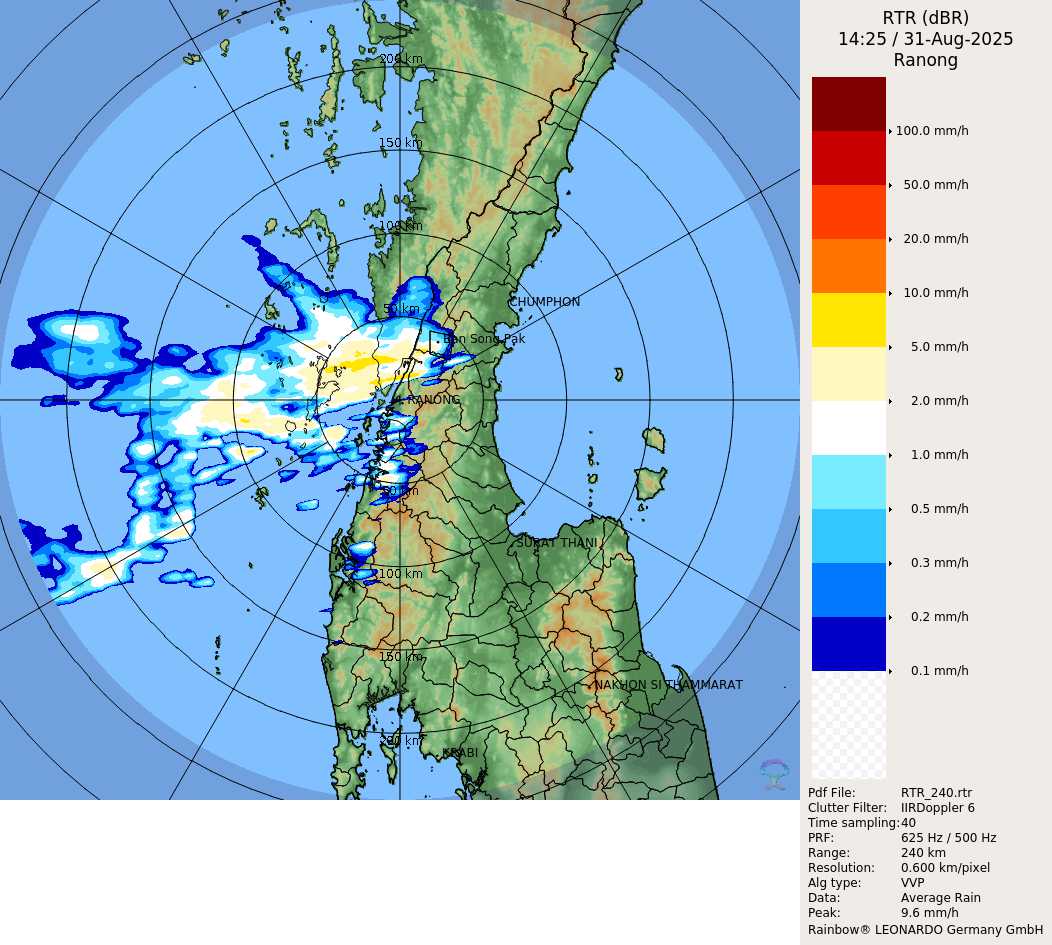 RTR (dBR)
14:25 / 31-Aug-2025
Ranong
200 km
150 km
100 km
50 km
CHUMPHON
Ban Song Pak
RANONG
50 km
SURAT THANI
100 km
150 km
NAKHON SI THAMMARAT
200 km
KRABI
100.0 mm/h
50.0 mm/h
20.0 mm/h
10.0 mm/h
5.0 mm/h
2.0 mm/h
1.0 mm/h
0.5 mm/h
0.3 mm/h
0.2 mm/h
0.1 mm/h
Pdf File: RTR_240.rtr
Clutter Filter: IIRDoppler 6
Time sampling: 40
PRF: 625 Hz / 500 Hz
Range: 240 km
Resolution: 0.600 km/pixel
Alg type: VVP
Data: Average Rain
Peak: 9.6 mm/h
Rainbow® LEONARDO Germany GmbH